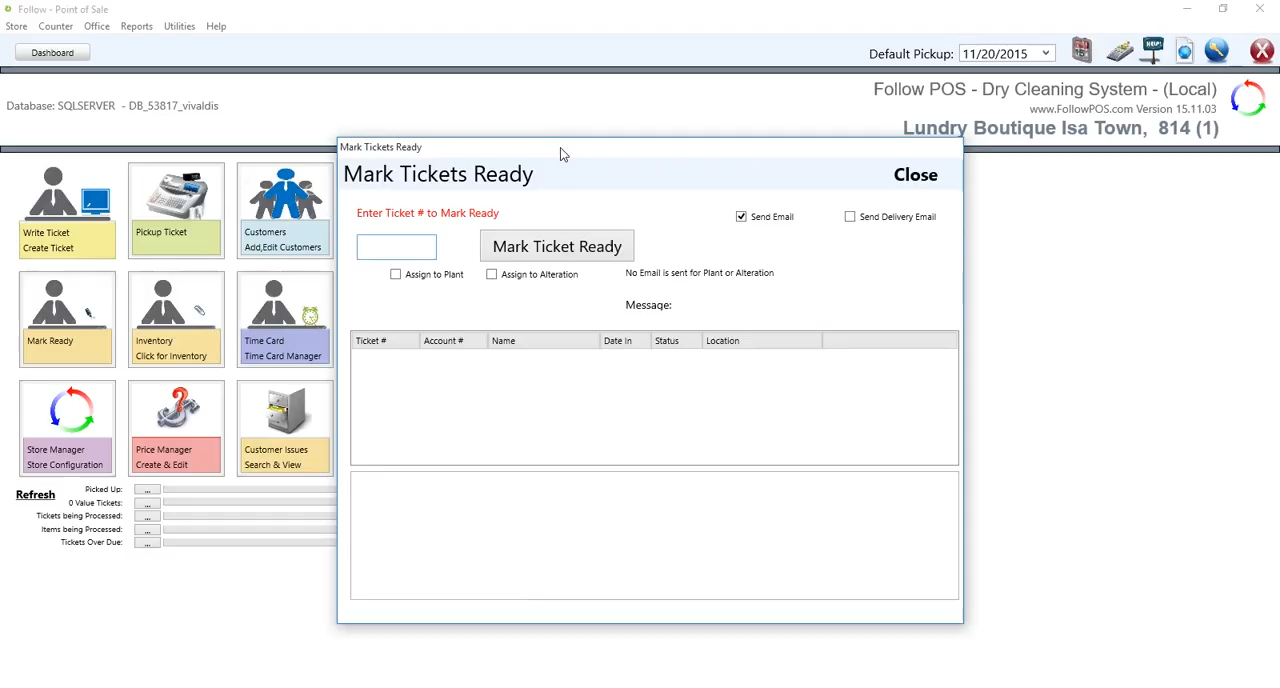 Follow - Point of Sale
Store Counter Office Reports Utilities Help
Dashboard
Default Pickup: 11/20/2015
Database: SQLSERVER - DB_53817_vivaldis
Follow POS - Dry Cleaning System - (Local)
www.FollowPOS.com Version 15.11.03
Lundry Boutique Isa Town, 814 (1)
Write Ticket
Create Ticket
Pickup Ticket
Customers
Add,Edit Customers
Mark Ready
Inventory
Click for Inventory
Time Card
Time Card Manager
Store Manager
Store Configuration
Price Manager
Create & Edit
Customer Issues
Search & View
Refresh
Picked Up: ...
0 Value Tickets: ...
Tickets being Processed: ...
Items being Processed: ...
Tickets Over Due: ...
Mark Tickets Ready
Mark Tickets Ready
Close
Enter Ticket # to Mark Ready
Send Email
Send Delivery Email
Mark Ticket Ready
Assign to Plant
Assign to Alteration
No Email is sent for Plant or Alteration
Message:
Ticket # Account # Name Date In Status Location